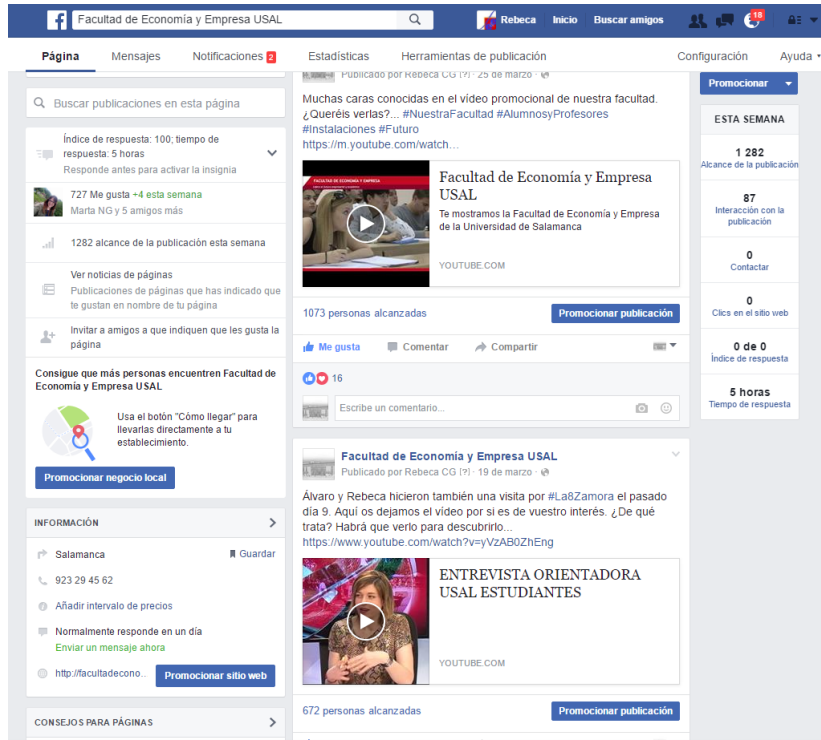 Facultad de Economía y Empresa USAL
Rebeca
Inicio
Buscar amigos
18
Página
Mensajes
Notificaciones 2
Estadísticas
Herramientas de publicación
Configuración
Ayuda
Buscar publicaciones en esta página
Índice de respuesta: 100; tiempo de
respuesta: 5 horas
Responde antes para activar la insignia
727 Me gusta +4 esta semana
Marta NG y 5 amigos más
1282 alcance de la publicación esta semana
Ver noticias de páginas
Publicaciones de páginas que has indicado que
te gustan en nombre de tu página
Invitar a amigos a que indiquen que les gusta la
página
Consigue que más personas encuentren Facultad de
Economía y Empresa USAL
Usa el botón "Cómo llegar" para
llevarlas directamente a tu
establecimiento.
Promocionar negocio local
INFORMACIÓN
Salamanca
Guardar
923 29 45 62
Añadir intervalo de precios
Normalmente responde en un día
Enviar un mensaje ahora
http://facultadecono...
Promocionar sitio web
CONSEJOS PARA PÁGINAS
Publicado por Rebeca CG [?] · 25 de marzo ·
Muchas caras conocidas en el vídeo promocional de nuestra facultad.
¿Queréis verlas?... #NuestraFacultad #AlumnosyProfesores
#Instalaciones #Futuro
https://m.youtube.com/watch...
FACULTAD DE ECONOMÍA Y EMPRESA
Facultad de Economía y Empresa
USAL
Te mostramos la Facultad de Economía y Empresa
de la Universidad de Salamanca
YOUTUBE.COM
1073 personas alcanzadas
Promocionar publicación
Me gusta
Comentar
Compartir
16
Escribe un comentario...
Facultad de Economía y Empresa USAL
Publicado por Rebeca CG [?] · 19 de marzo ·
Álvaro y Rebeca hicieron también una visita por #La8Zamora el pasado
día 9. Aquí os dejamos el vídeo por si es de vuestro interés. ¿De qué
trata? Habrá que verlo para descubrirlo...
https://www.youtube.com/watch?v=yVzAB0ZhEng
ENTREVISTA ORIENTADORA
USAL ESTUDIANTES
YOUTUBE.COM
672 personas alcanzadas
Promocionar publicación
Promocionar
ESTA SEMANA
1 282
Alcance de la publicación
87
Interacción con la
publicación
0
Contactar
0
Clics en el sitio web
0 de 0
Índice de respuesta
5 horas
Tiempo de respuesta